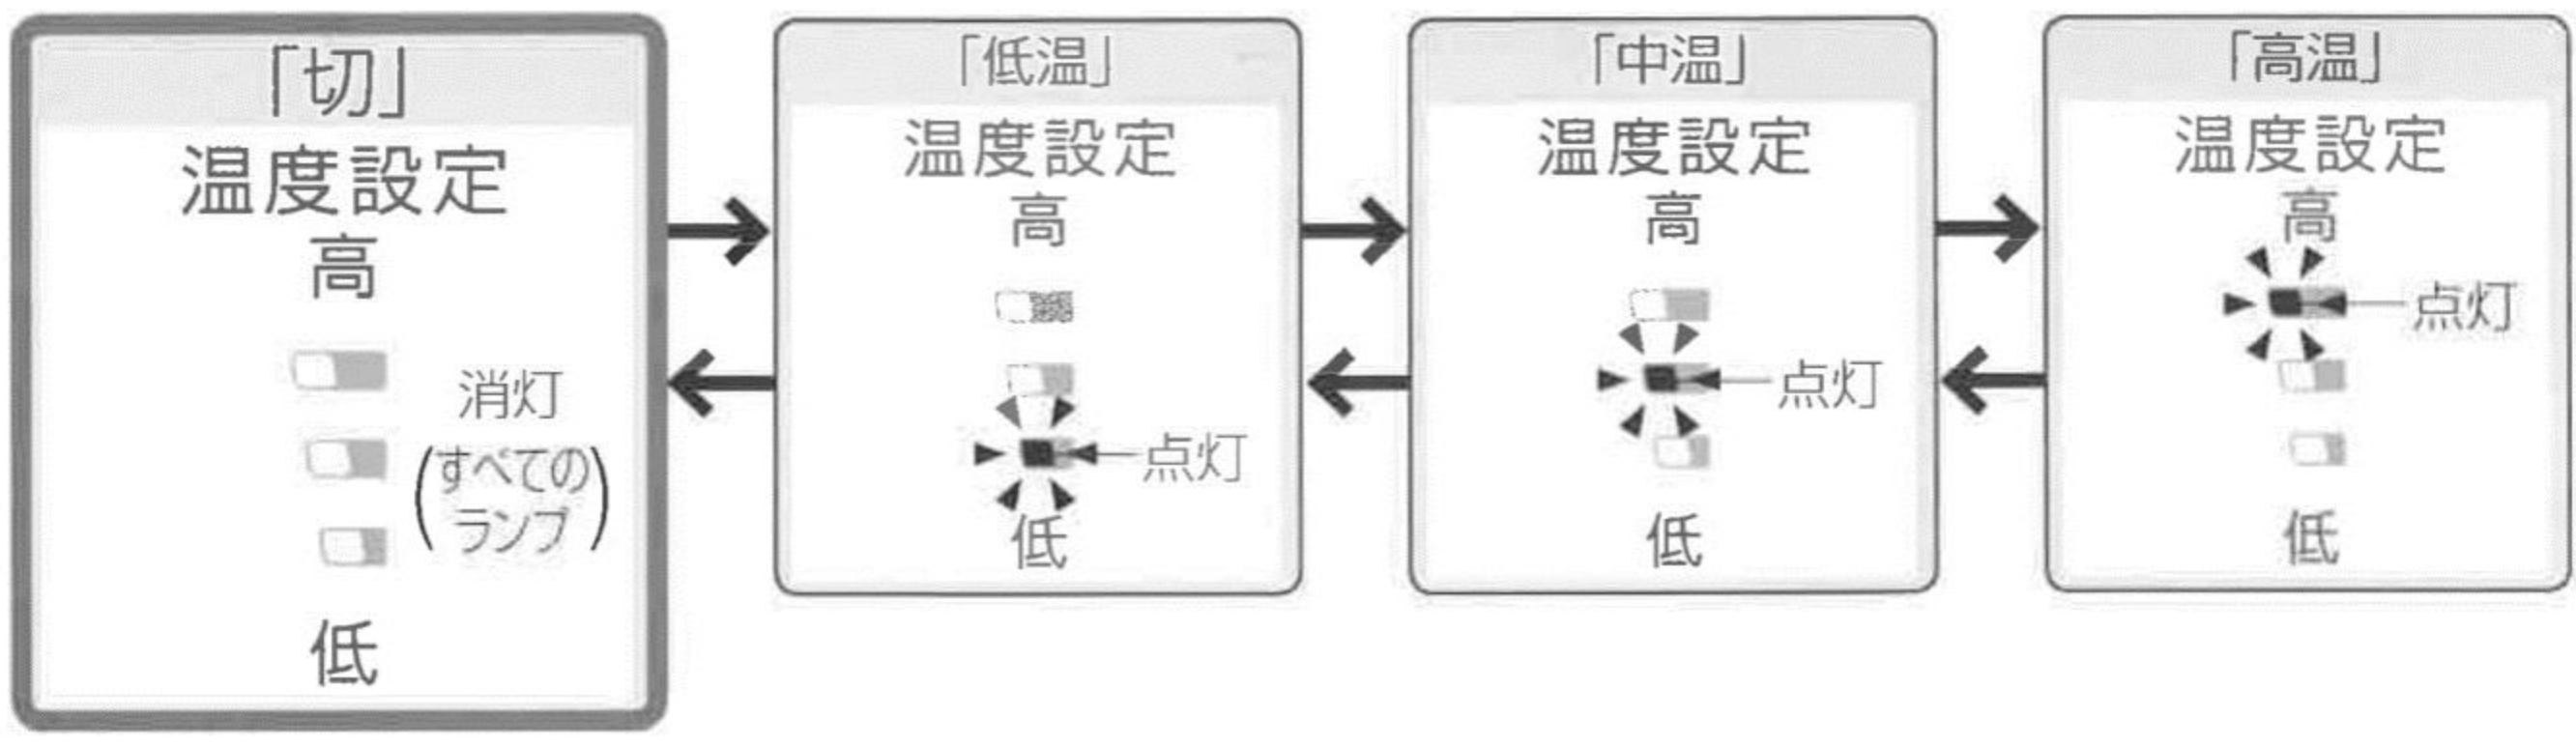 「切」
温度設定
高
消灯
(すべての
ランプ)
低
「低温」
温度設定
高
点灯
低
「中温」
温度設定
高
点灯
低
「高温」
温度設定
高
点灯
低